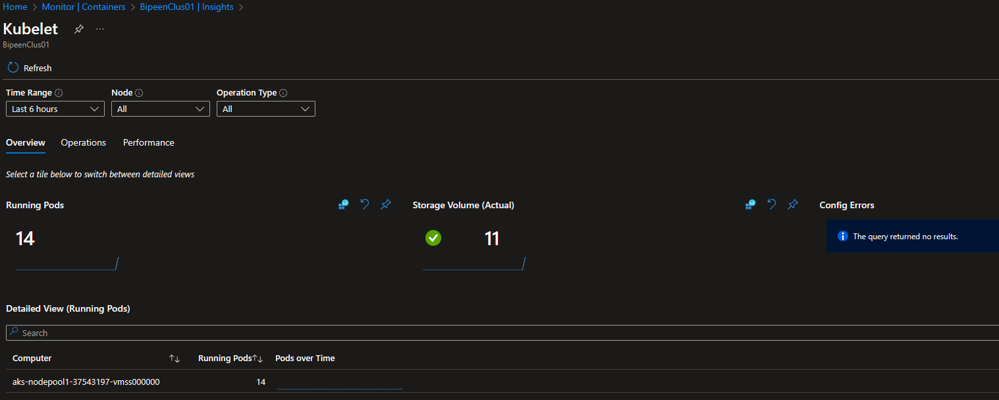 Home > Monitor | Containers > BipeenClus01 | Insights >
Kubelet
BipeenClus01
Refresh
Time Range Node Operation Type
Last 6 hours All All
Overview Operations Performance
Select a tile below to switch between detailed views
Running Pods Storage Volume (Actual) Config Errors
14 11 The query returned no results.
Detailed View (Running Pods)
Search
Computer Running Pods Pods over Time
aks-nodepool1-37543197-vmss000000 14